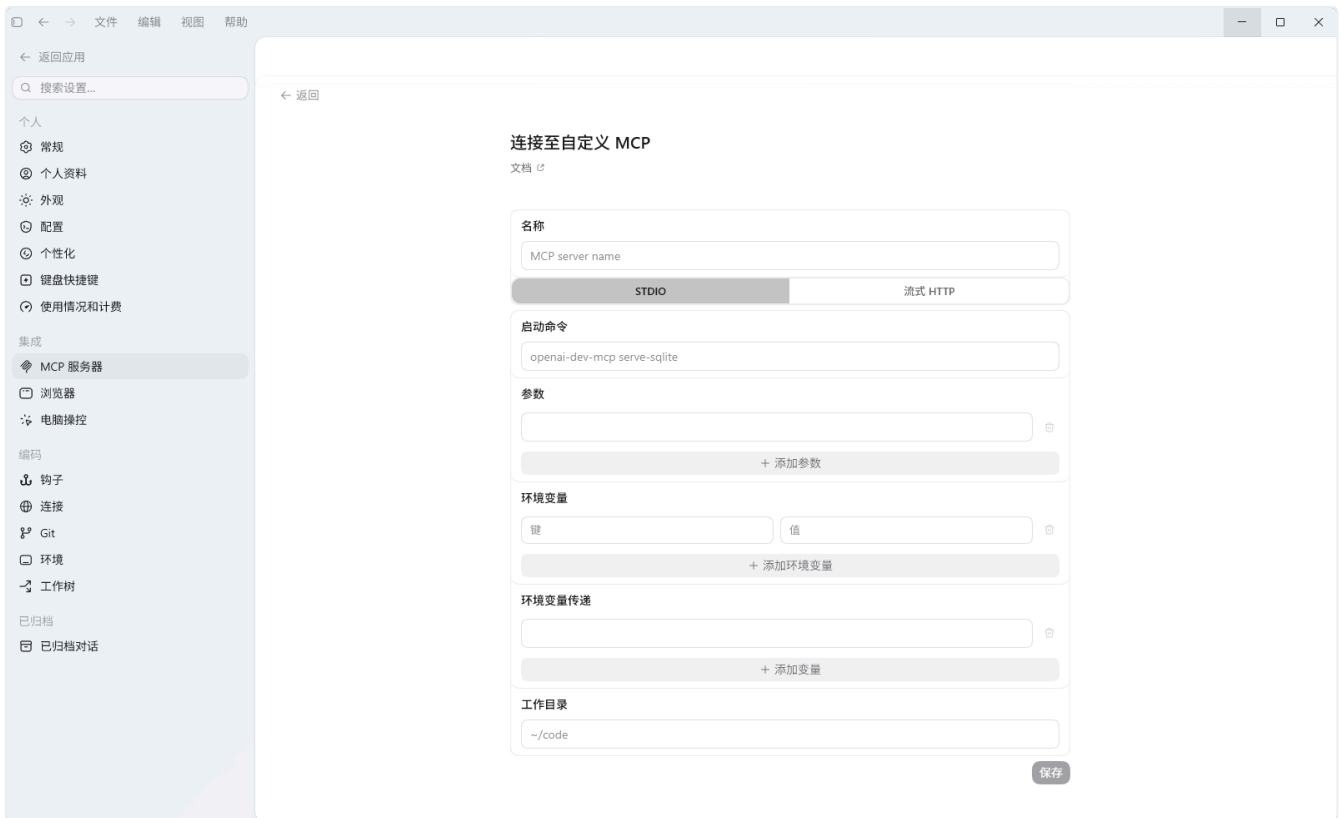 文件 编辑 视图 帮助
返回应用
搜索设置...
个人
常规
个人资料
外观
配置
个性化
键盘快捷键
使用情况和计费
集成
MCP 服务器
浏览器
电脑操控
编码
钩子
连接
Git
环境
工作树
已归档
已归档对话
返回
连接至自定义 MCP
文档
名称
MCP server name
STDIO 流式 HTTP
启动命令
openai-dev-mcp serve-sqlite
参数
+ 添加参数
环境变量
键 值
+ 添加环境变量
环境变量传递
+ 添加变量
工作目录
~/code
保存